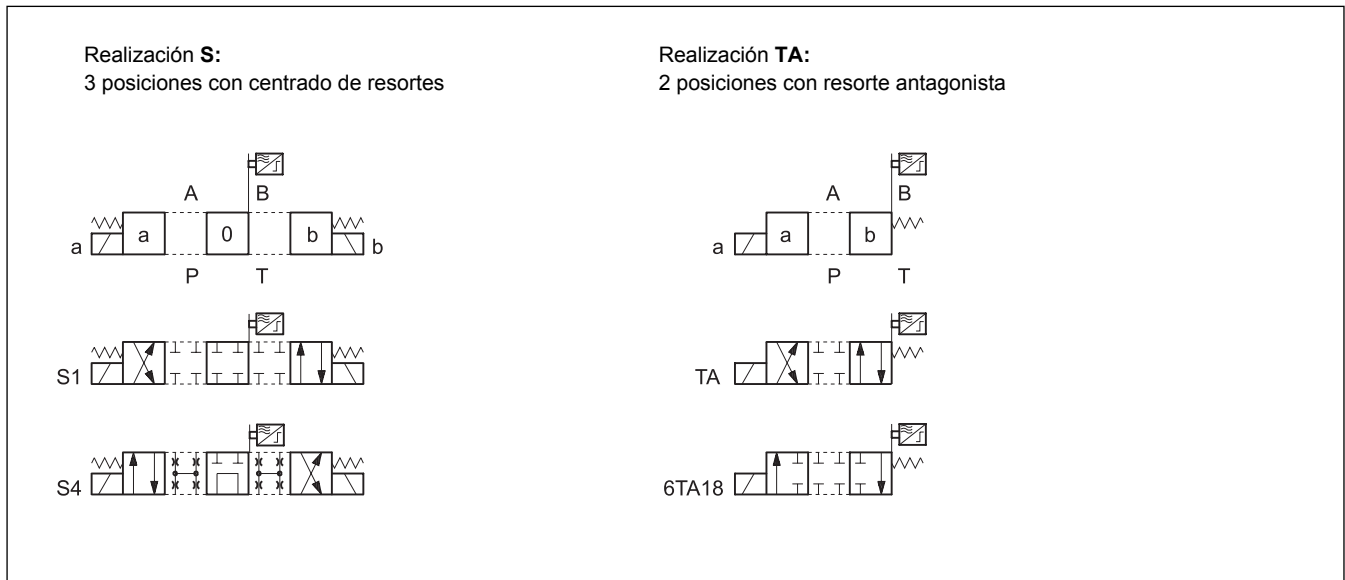 Realización S:
3 posiciones con centrado de resortes
A B
a a 0 b b
P T
S1
S4
Realización TA:
2 posiciones con resorte antagonista
A B
a a b
P T
TA
6TA18